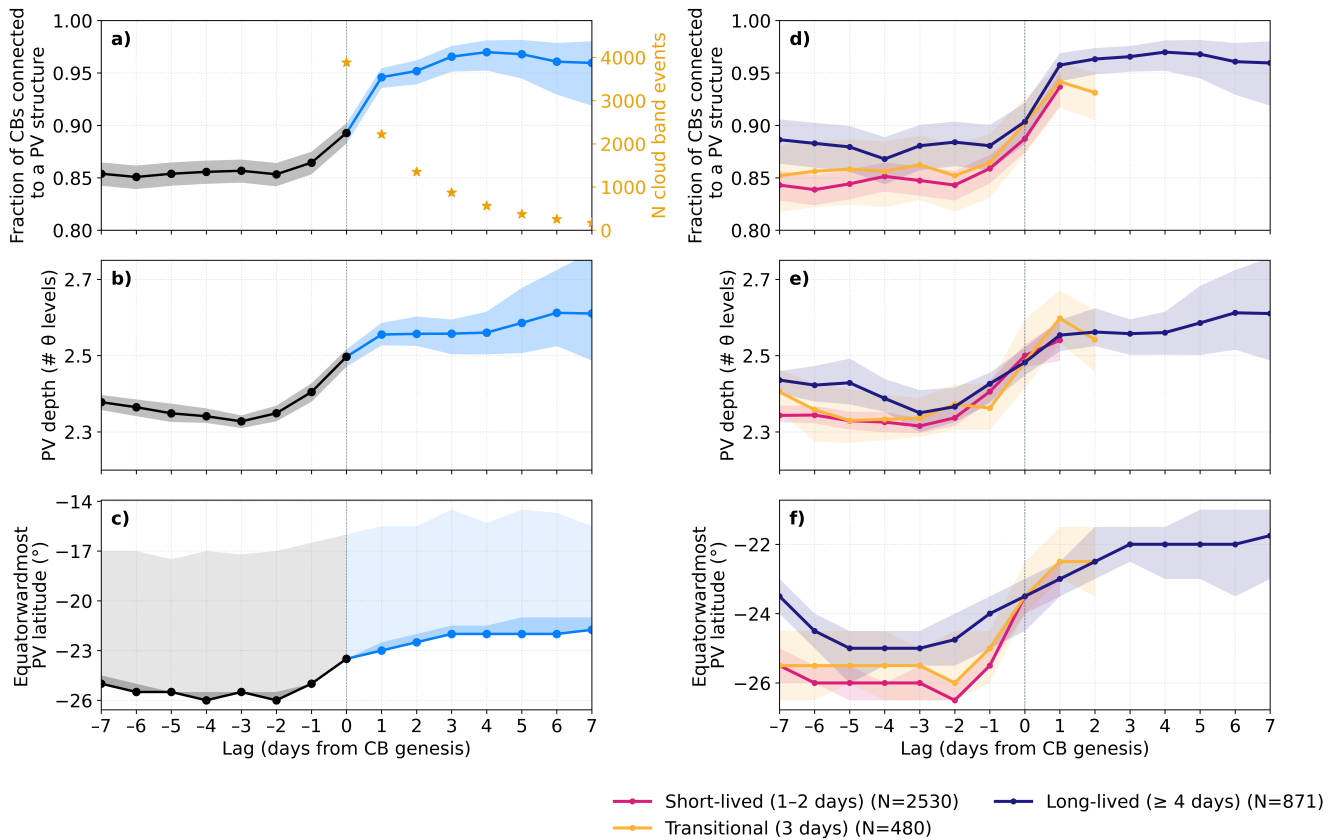 a)
Fraction of CBs connected
to a PV structure
1.00
0.95
0.90
0.85
0.80
4000
3000
2000
1000
0
N cloud band events
d)
Fraction of CBs connected
to a PV structure
1.00
0.95
0.90
0.85
0.80
b)
PV depth (# θ levels)
2.7
2.5
2.3
e)
PV depth (# θ levels)
2.7
2.5
2.3
c)
Equatorwardmost
PV latitude (°)
−14
−17
−20
−23
−26
–7 –6 –5 –4 –3 –2 –1 0 1 2 3 4 5 6 7
Lag (days from CB genesis)
f)
Equatorwardmost
PV latitude (°)
−22
−24
−26
–7 –6 –5 –4 –3 –2 –1 0 1 2 3 4 5 6 7
Lag (days from CB genesis)
Short-lived (1–2 days) (N=2530)
Transitional (3 days) (N=480)
Long-lived (≥ 4 days) (N=871)